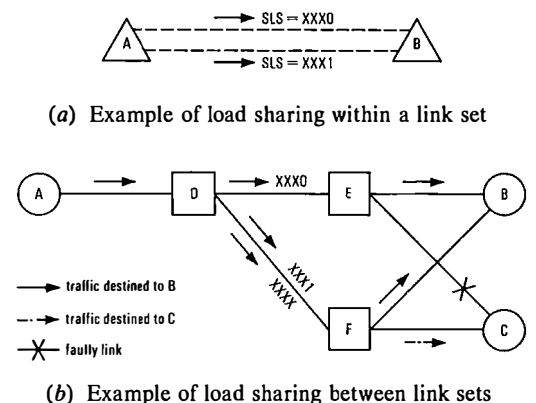 SLS = XXX0
A
B
SLS = XXX1
(a) Example of load sharing within a link set
A
D
XXX0
E
B
XXX1
XXXX
traffic destined to B
traffic destined to C
F
C
faulty link
(b) Example of load sharing between link sets